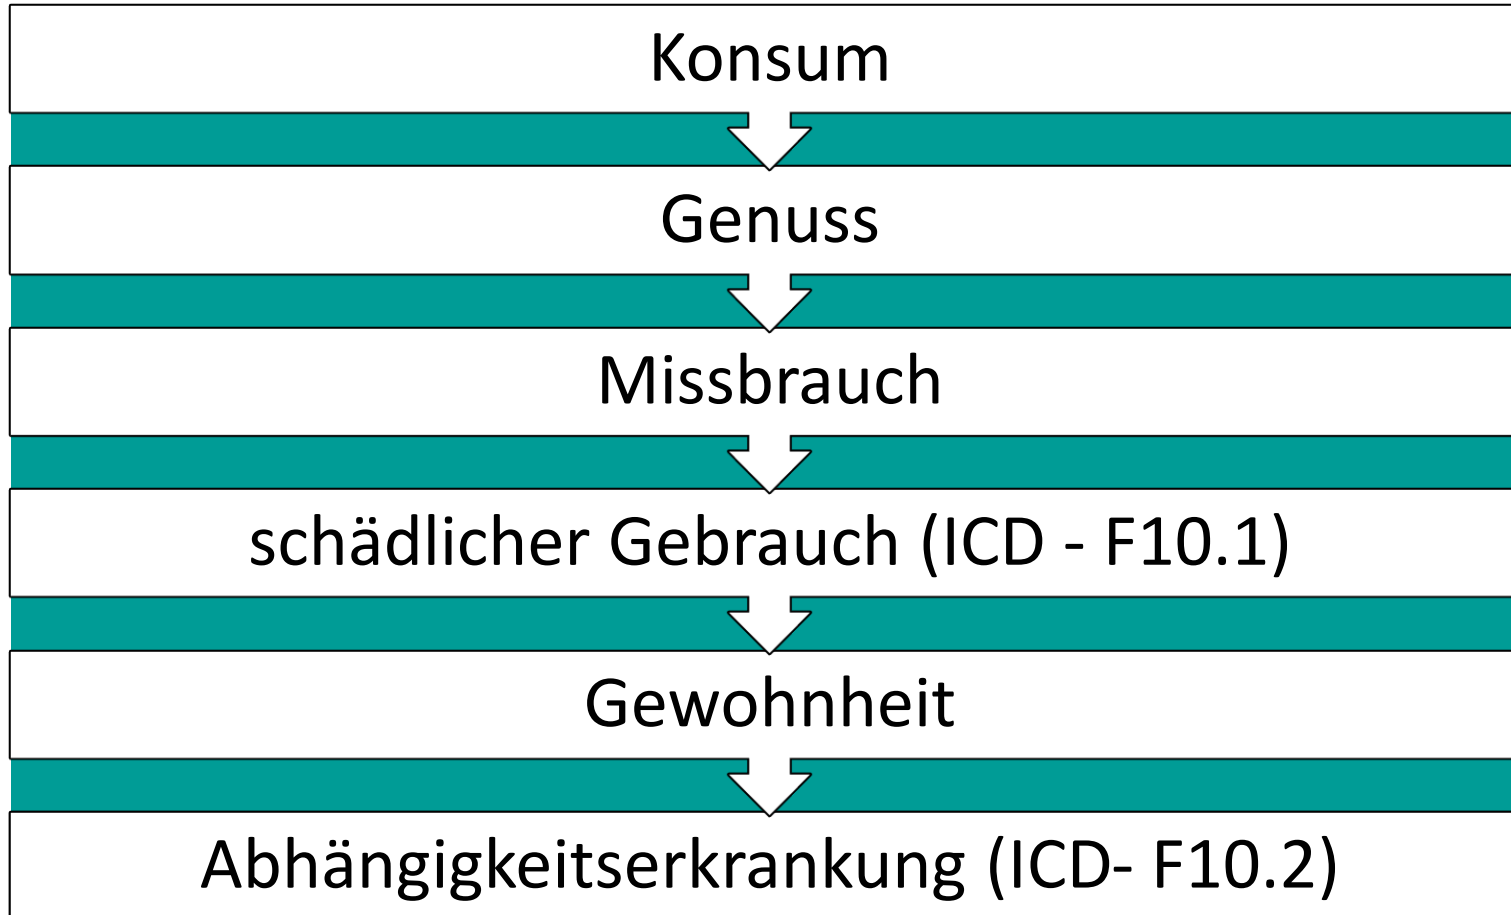 Konsum
Genuss
Missbrauch
schädlicher Gebrauch (ICD - F10.1)
Gewohnheit
Abhängigkeitserkrankung (ICD- F10.2)